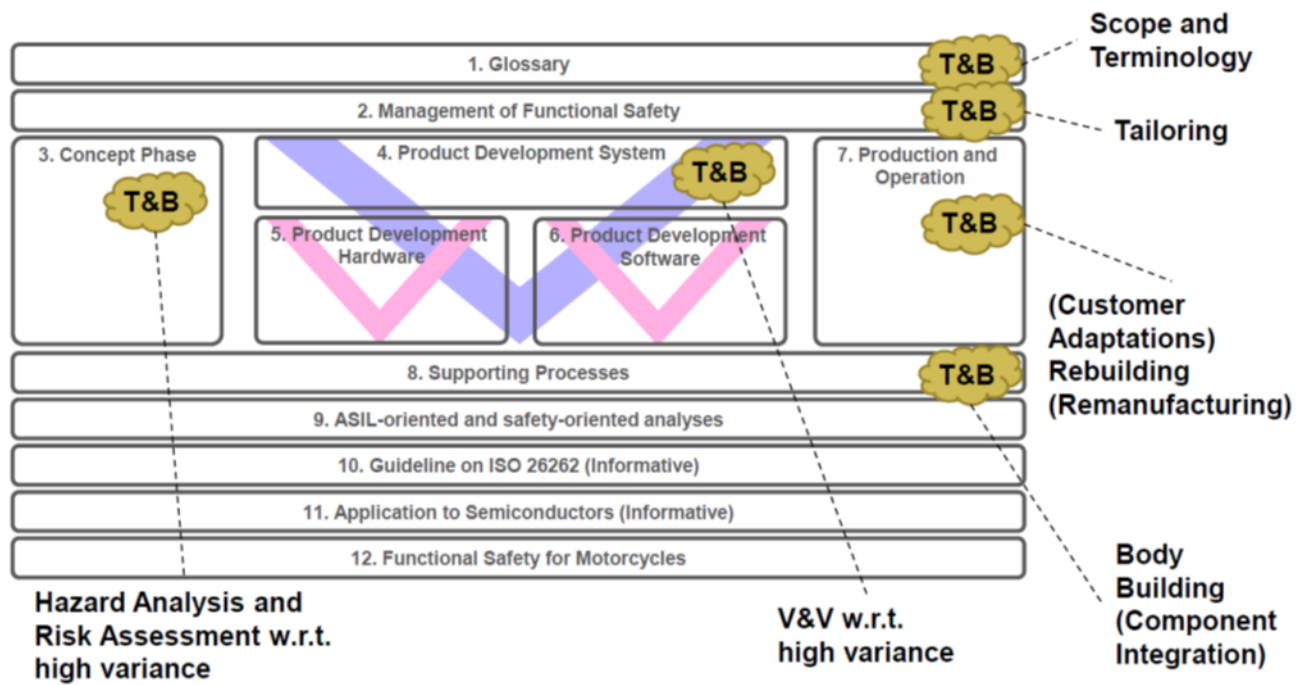 Scope and
Terminology
1. Glossary
T&B
2. Management of Functional Safety
T&B
Tailoring
3. Concept Phase
T&B
4. Product Development System
T&B
7. Production and
Operation
T&B
5. Product Development
Hardware
6. Product Development
Software
(Customer
Adaptations)
Rebuilding
(Remanufacturing)
8. Supporting Processes
T&B
9. ASIL-oriented and safety-oriented analyses
10. Guideline on ISO 26262 (Informative)
11. Application to Semiconductors (Informative)
12. Functional Safety for Motorcycles
Hazard Analysis and
Risk Assessment w.r.t.
high variance
V&V w.r.t.
high variance
Body
Building
(Component
Integration)